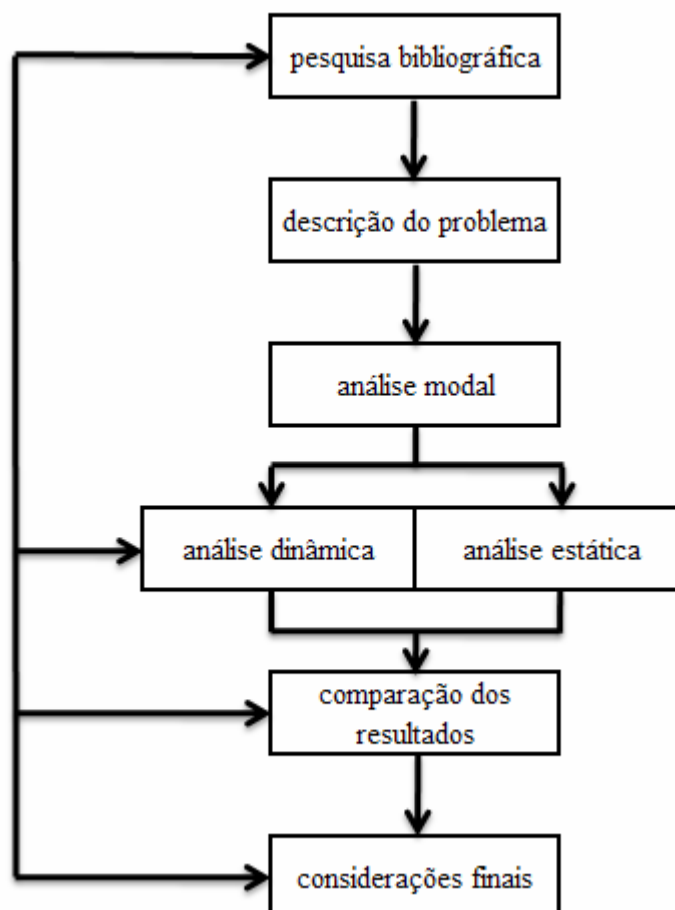 pesquisa bibliográfica
descrição do problema
análise modal
análise dinâmica
análise estática
comparação dos
resultados
considerações finais